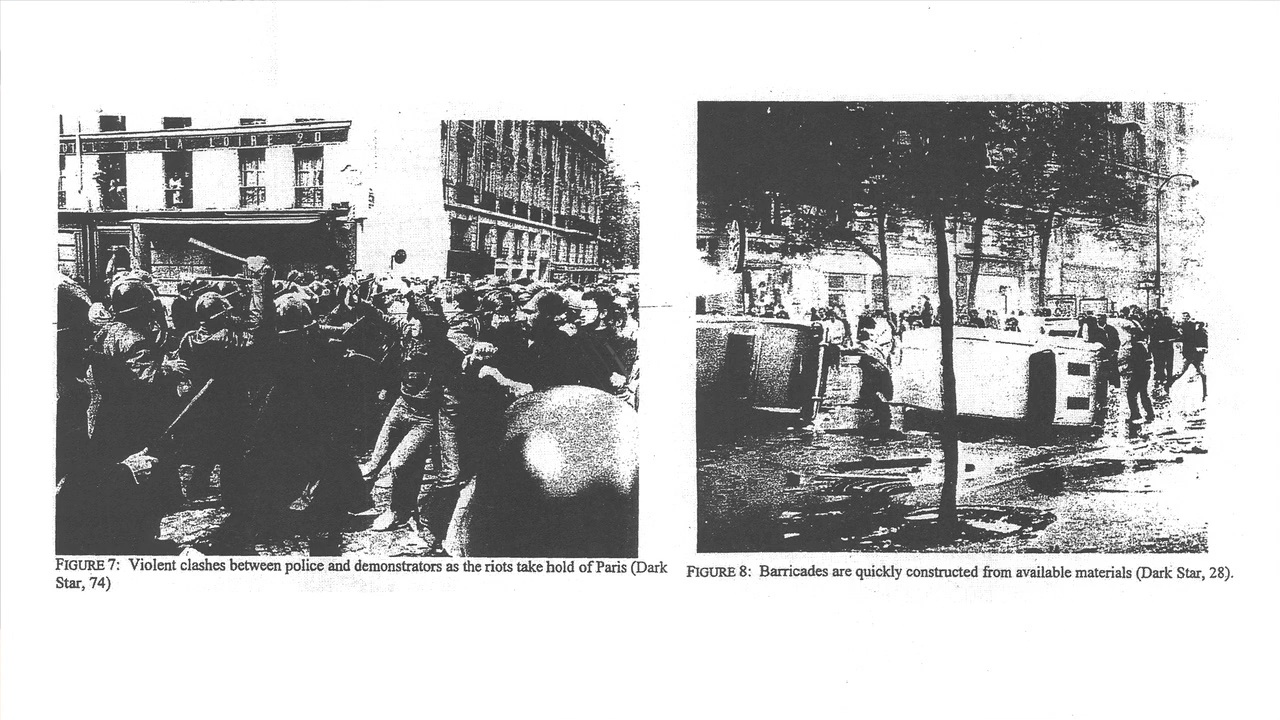 DE LA LOIRE 20
FIGURE 7: Violent clashes between police and demonstrators as the riots take hold of Paris (Dark
Star, 74)
FIGURE 8: Barricades are quickly constructed from available materials (Dark Star, 28).